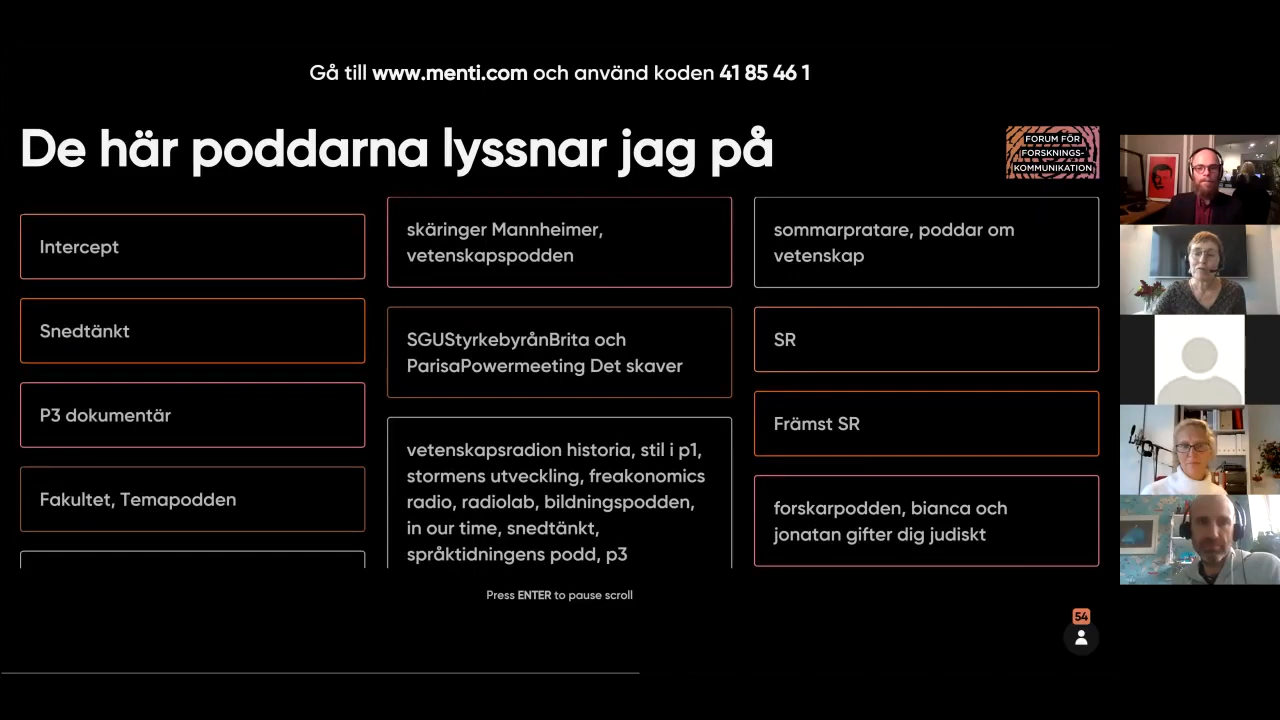 Gå till www.menti.com och använd koden 41 85 46 1
De här poddarna lyssnar jag på
FORUM FÖR
FORSKNINGS-
KOMMUNIKATION
Intercept
Snedtänkt
P3 dokumentär
Fakultet, Temapodden
skäringer Mannheimer,
vetenskapspodden
SGUStyrkebyrånBrita och
ParisaPowermeeting Det skaver
vetenskapsradion historia, stil i p1,
stormens utveckling, freakonomics
radio, radiolab, bildningspodden,
in our time, snedtänkt,
språktidningens podd, p3
sommarpratare, poddar om
vetenskap
SR
Främst SR
forskarpodden, bianca och
jonatan gifter dig judiskt
Press ENTER to pause scroll
54